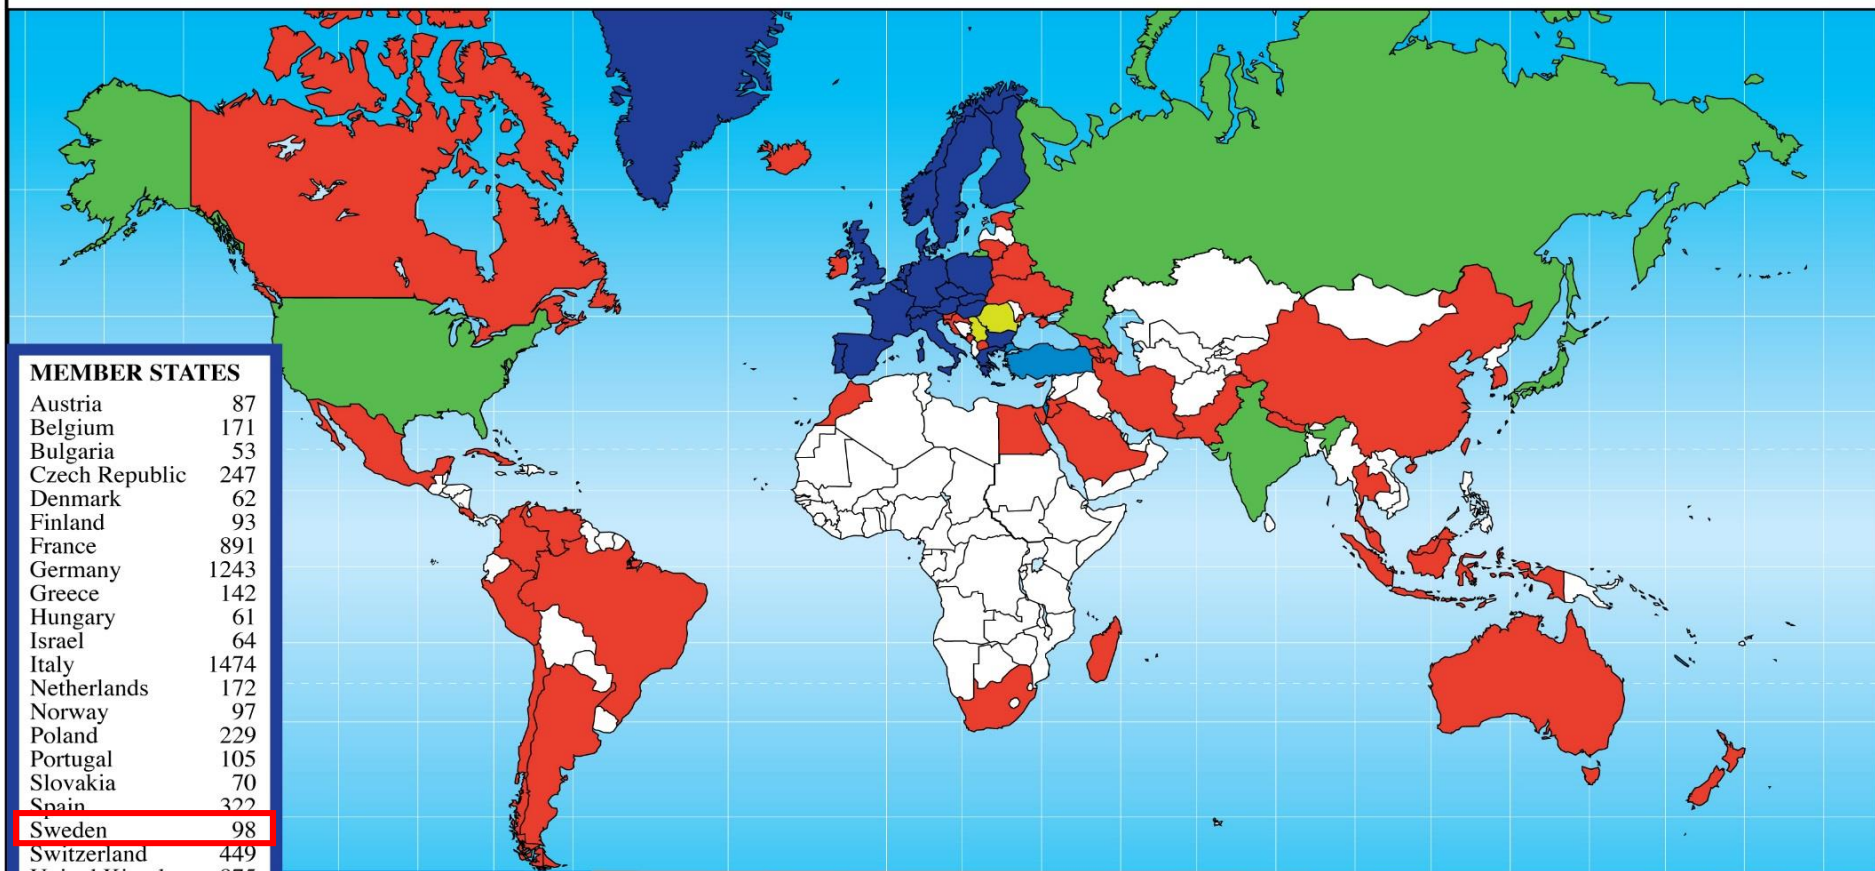 MEMBER STATES
Austria 87
Belgium 171
Bulgaria 53
Czech Republic 247
Denmark 62
Finland 93
France 891
Germany 1243
Greece 142
Hungary 61
Israel 64
Italy 1474
Netherlands 172
Norway 97
Poland 229
Portugal 105
Slovakia 70
Spain 322
Sweden 98
Switzerland 449